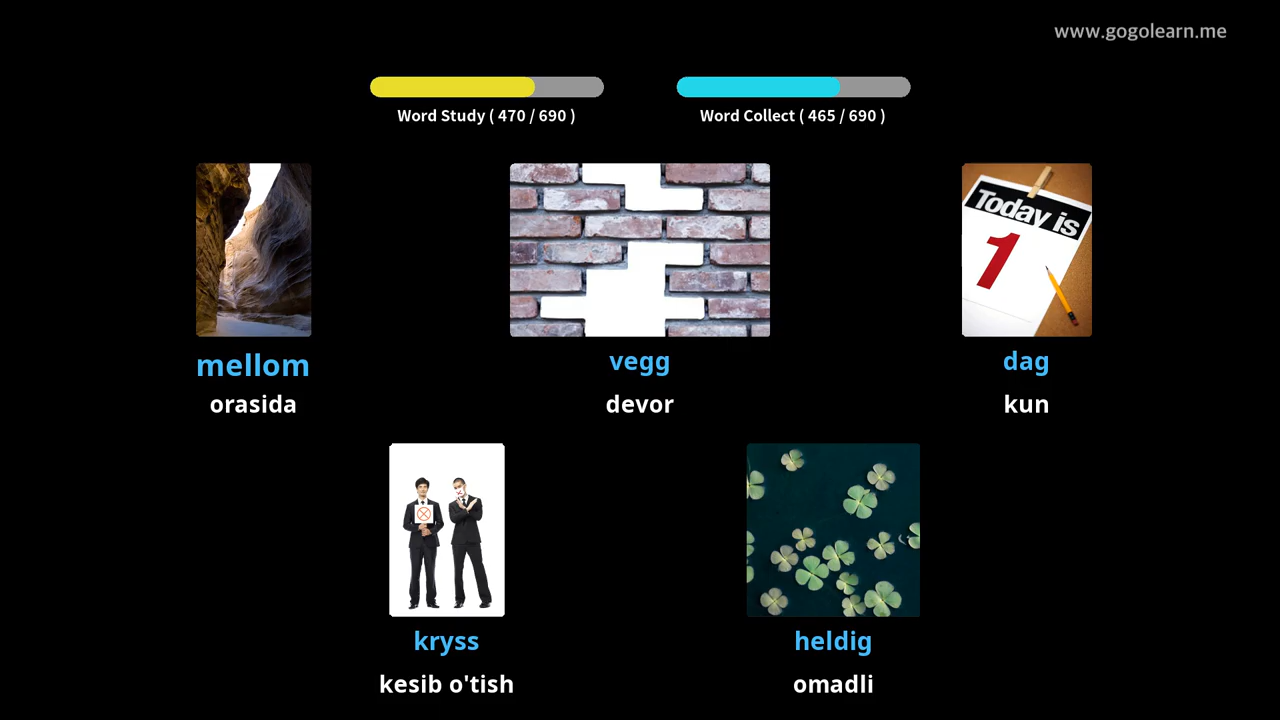 www.gogolearn.me
Word Study ( 470 / 690 )
Word Collect ( 465 / 690 )
Today is
1
mellom
vegg
dag
orasida
devor
kun
kryss
heldig
kesib o'tish
omadli